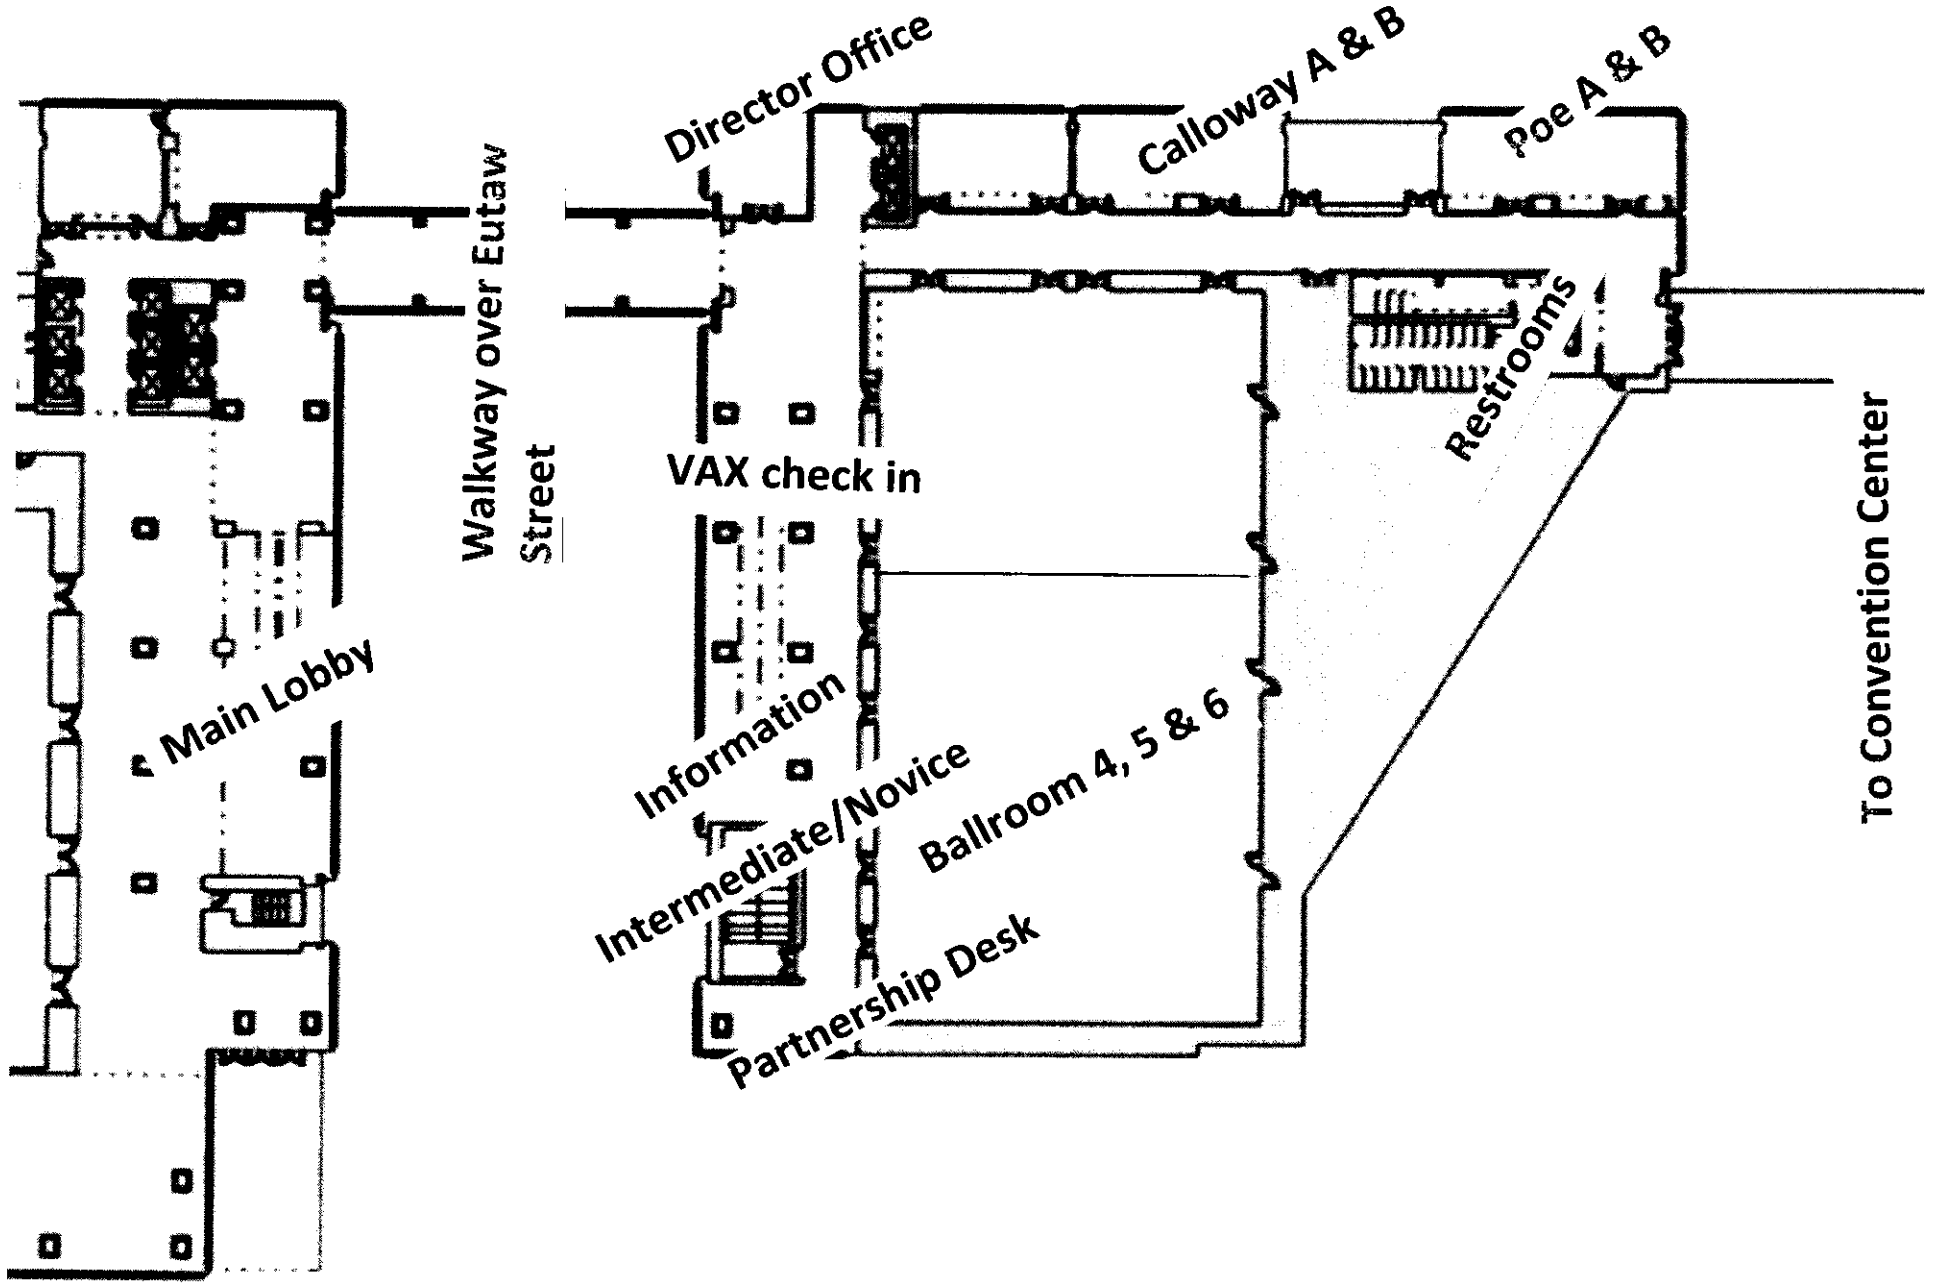 Director Office
Calloway A & B
Poe A & B
Walkway over Eutaw
Street
Restrooms
VAX check in
To Convention Center
Main Lobby
Information
Intermediate/Novice
Ballroom 4, 5 & 6
Partnership Desk